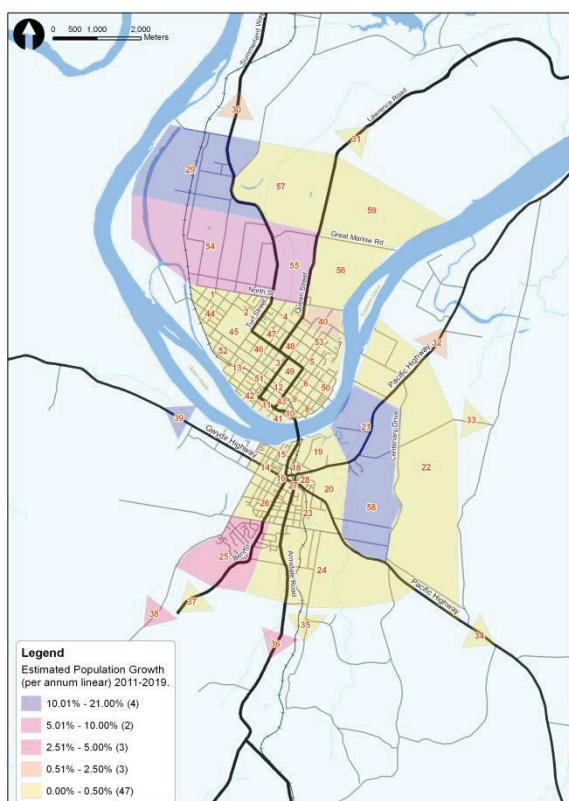 0 500 1,000 2,000
Meters
Summerland Way
Lawrence Road
30
31
29
57
59
Great Marlow Rd
54
55
56
North St
Turf Street
Queen Street
1
2
4
40
44
47
53
45
48
52
46
3
5
49
13
51
12
6
50
42
11
43
9
8
10
41
Pacific Highway
32
39
Gwydir Highway
21
Centenary Drive
33
15
19
22
14
18
16
28
27
20
58
26
23
25
24
Armidale Road
Pacific Highway
38
37
36
35
34
Legend
Estimated Population Growth
(per annum linear) 2011-2019.
10.01% - 21.00% (4)
5.01% - 10.00% (2)
2.51% - 5.00% (3)
0.51% - 2.50% (3)
0.00% - 0.50% (47)